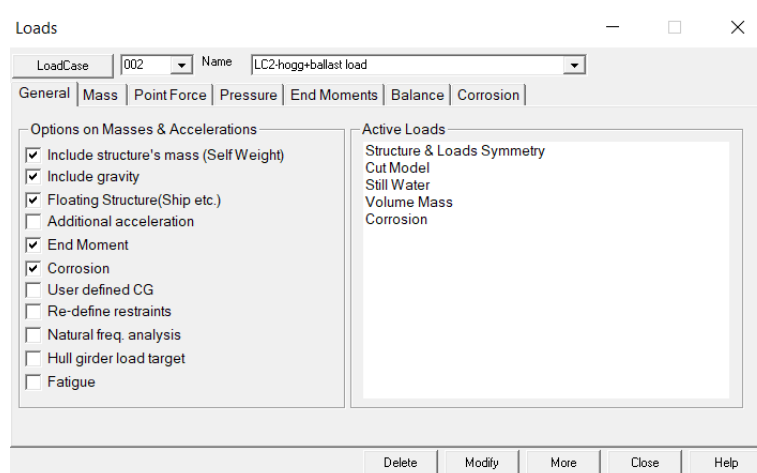 Loads
LoadCase 002 Name LC2-hogg+ballast load
General Mass Point Force Pressure End Moments Balance Corrosion
Options on Masses & Accelerations
Include structure's mass (Self Weight)
Include gravity
Floating Structure(Ship etc.)
Additional acceleration
End Moment
Corrosion
User defined CG
Re-define restraints
Natural freq. analysis
Hull girder load target
Fatigue
Active Loads
Structure & Loads Symmetry
Cut Model
Still Water
Volume Mass
Corrosion
Delete Modify More Close Help